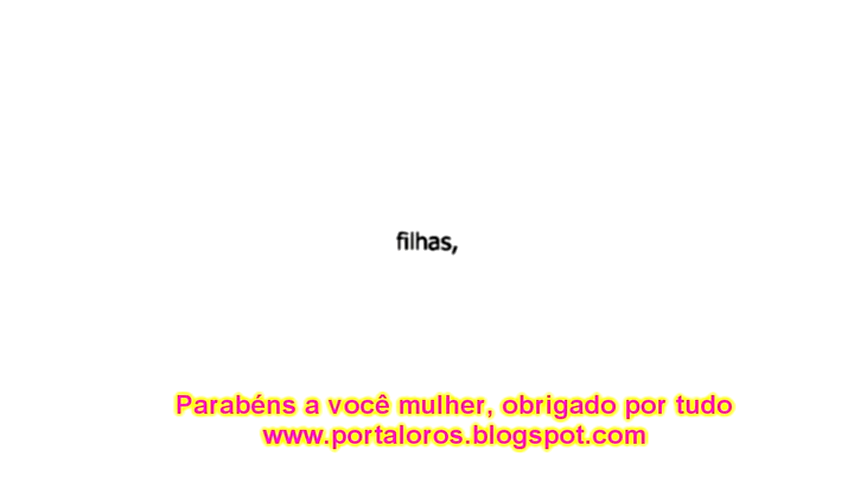 filhas,
Parabéns a você mulher, obrigado por tudo
www.portaloros.blogspot.com